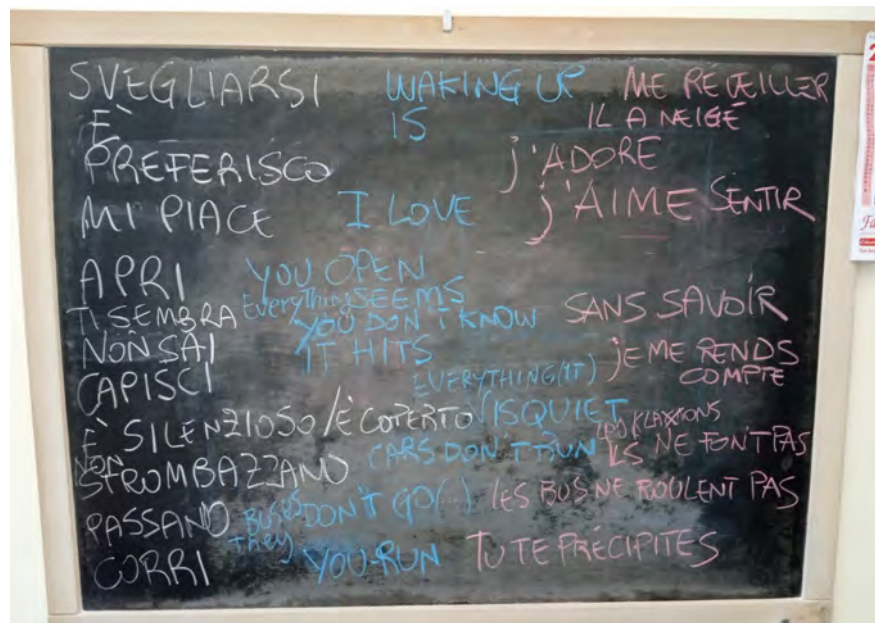 SVEGLIARSI WAKING UP ME RÉVEILLER
È IS IL A NEIGÉ
PREFERISCO j'ADORE
MI PIACE I LOVE j'AIME SENTIR
APRI YOU OPEN
TI SEMBRA Everything SEEMS
NON SAI YOU DON'T KNOW SANS SAVOIR
CAPISCI IT HITS jE ME RENDS COMPTE
È SILENZIOSO/È COPERTO EVERYTHING(IT) IS QUIET
NON STROMBAZZANO CARS DON'T RUN LES KLAXONS ILS NE FONT PAS
PASSANO BUSES DON'T GO( ) LES BUS NE ROULENT PAS
CORRI They YOU-RUN TU TE PRÉCIPITES